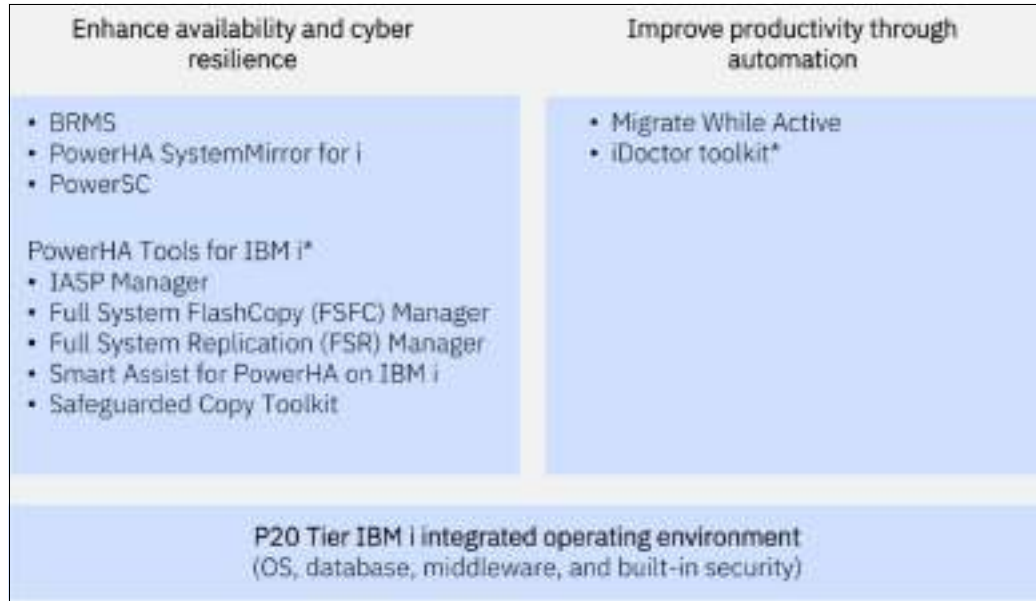 Enhance availability and cyber
resilience
• BRMS
• PowerHA SystemMirror for i
• PowerSC
PowerHA Tools for IBM i*
• IASP Manager
• Full System FlashCopy (FSFC) Manager
• Full System Replication (FSR) Manager
• Smart Assist for PowerHA on IBM i
• Safeguarded Copy Toolkit
Improve productivity through
automation
• Migrate While Active
• iDoctor toolkit*
P20 Tier IBM i integrated operating environment
(OS, database, middleware, and built-in security)